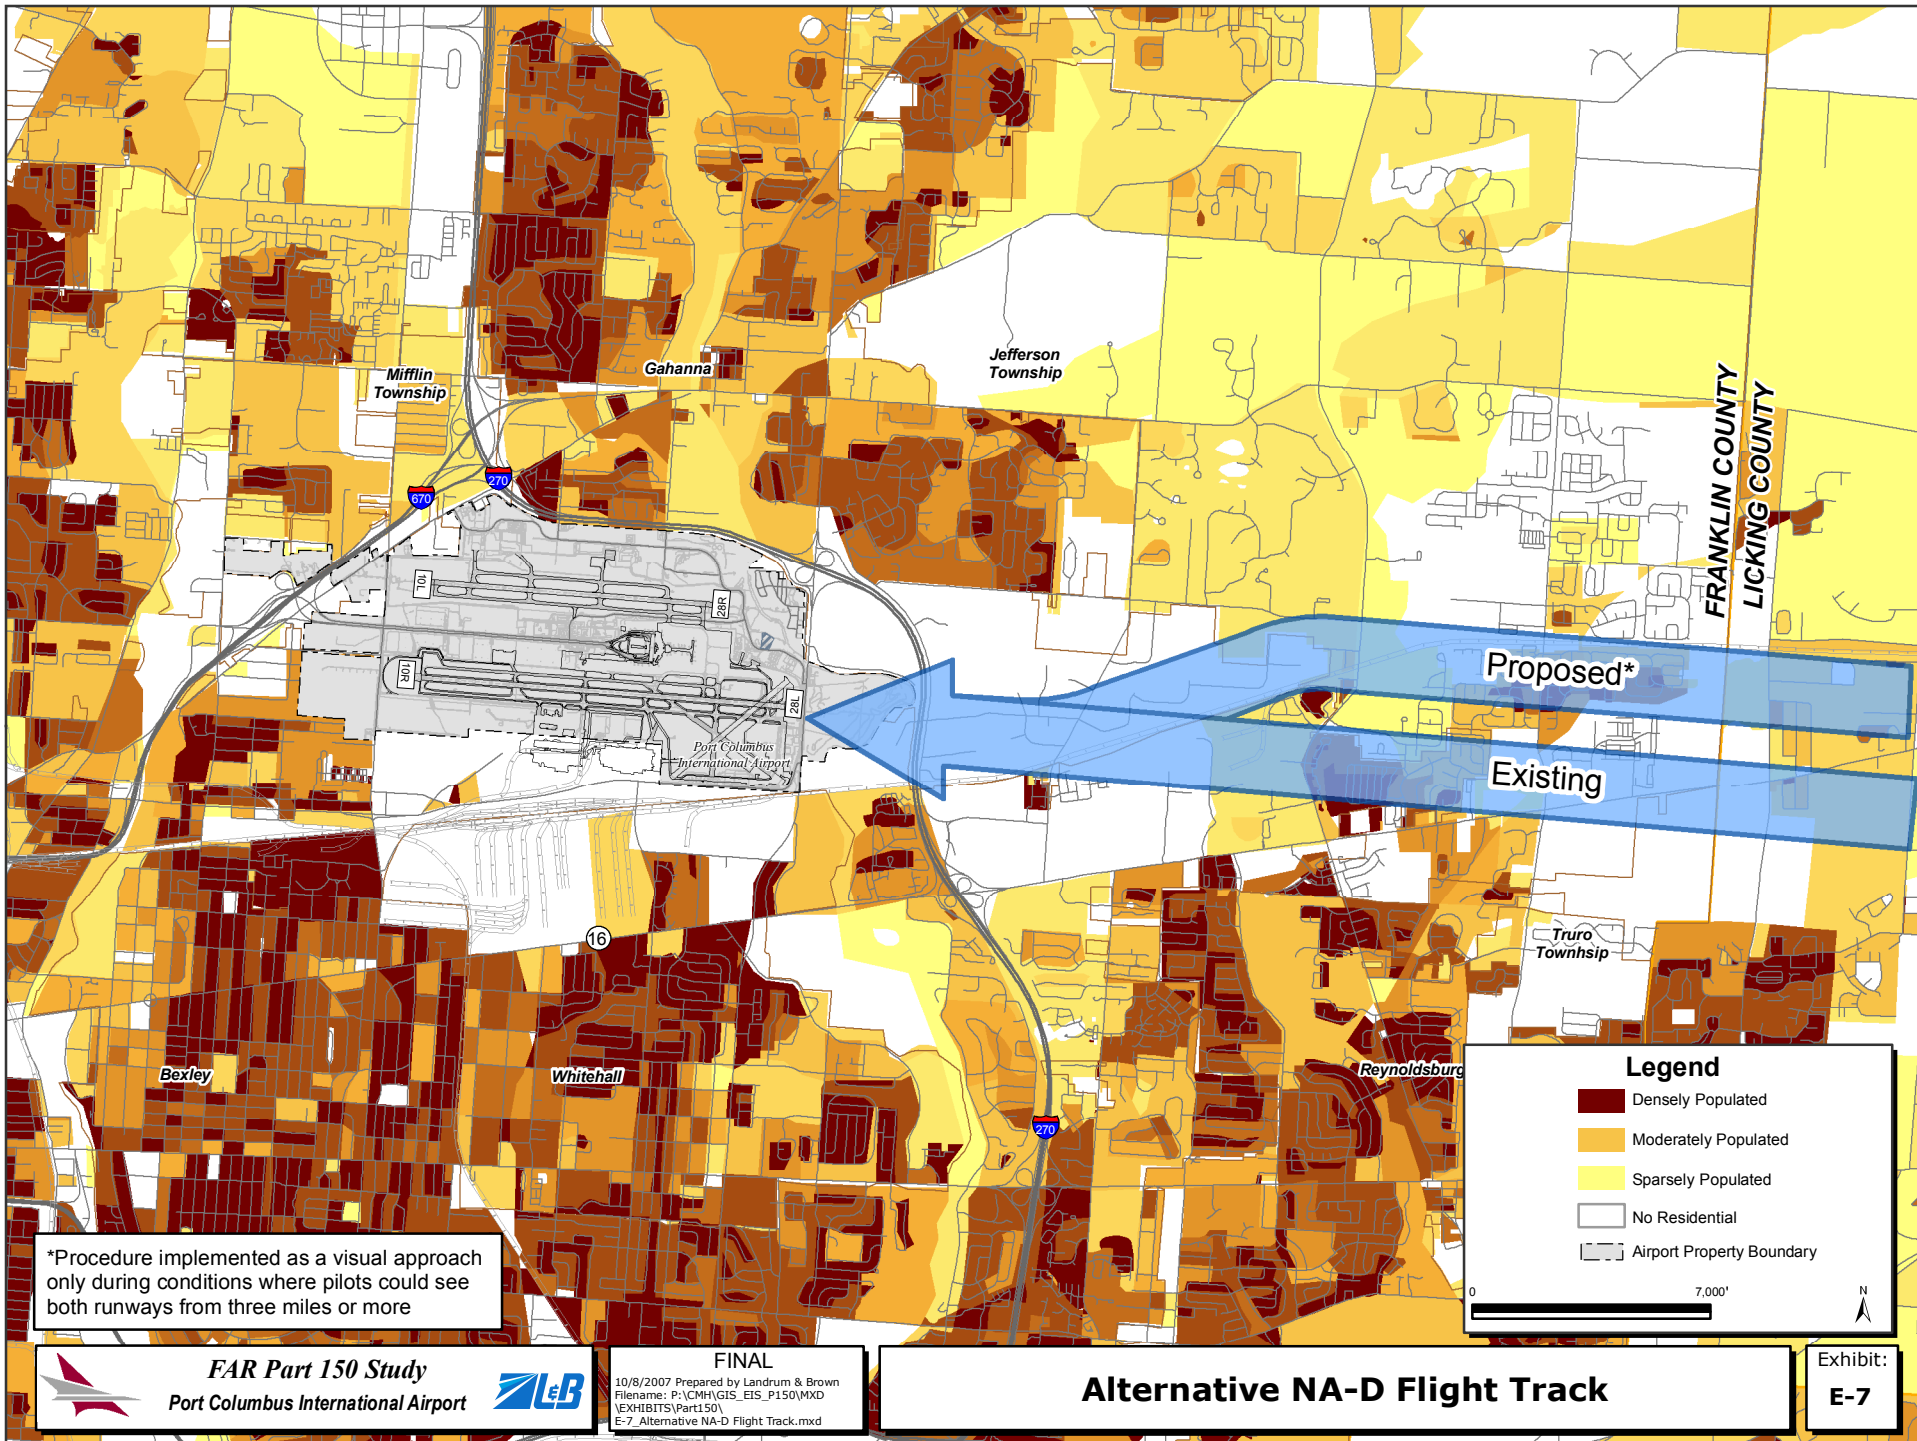 Mifflin
Township
Gahanna
Jefferson
Township
FRANKLIN COUNTY
LICKING COUNTY
270
670
10L
28R
10R
28L
Port Columbus
International Airport
Proposed*
Existing
16
Truro
Townhsip
Bexley
Whitehall
Reynoldsburg
270
Legend
Densely Populated
Moderately Populated
Sparsely Populated
No Residential
Airport Property Boundary
0 7,000'
N
*Procedure implemented as a visual approach
only during conditions where pilots could see
both runways from three miles or more
FAR Part 150 Study
Port Columbus International Airport
L&B
FINAL
10/8/2007 Prepared by Landrum & Brown
Filename: P:\CMH\GIS_EIS_P150\MXD
\EXHIBITS\Part150\
E-7_Alternative NA-D Flight Track.mxd
Alternative NA-D Flight Track
Exhibit:
E-7